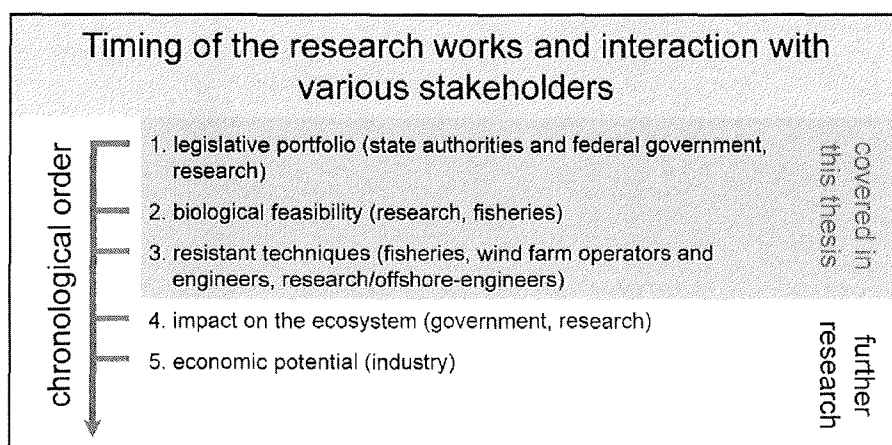 Timing of the research works and interaction with
various stakeholders
chronological order
1. legislative portfolio (state authorities and federal government,
research)
2. biological feasibility (research, fisheries)
3. resistant techniques (fisheries, wind farm operators and
engineers, research/offshore-engineers)
4. impact on the ecosystem (government, research)
5. economic potential (industry)
covered in
this thesis
further
research